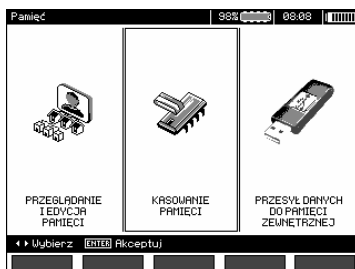 Pamięć 98% 08:08
PRZEGLĄDANIE
I EDYCJA
PAMIĘCI
KASOWANIE
PAMIĘCI
PRZESYŁ DANYCH
DO PAMIĘCI
ZEWNĘTRZNEJ
Wybierz ENTER Akceptuj